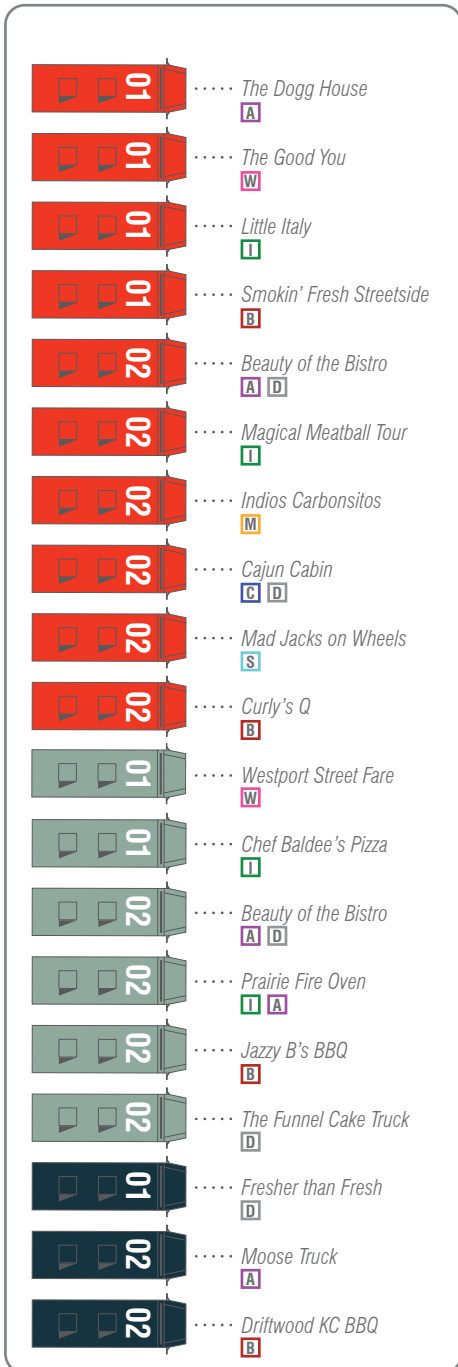 01 The Dogg House
A
01 The Good You
W
01 Little Italy
I
01 Smokin' Fresh Streetside
B
02 Beauty of the Bistro
A D
02 Magical Meatball Tour
I
02 Indios Carbonsitos
M
02 Cajun Cabin
C D
02 Mad Jacks on Wheels
S
02 Curly's Q
B
01 Westport Street Fare
W
01 Chef Baldee's Pizza
I
02 Beauty of the Bistro
A D
02 Prairie Fire Oven
I A
02 Jazzy B's BBQ
B
02 The Funnel Cake Truck
D
01 Fresher than Fresh
D
02 Moose Truck
A
02 Driftwood KC BBQ
B